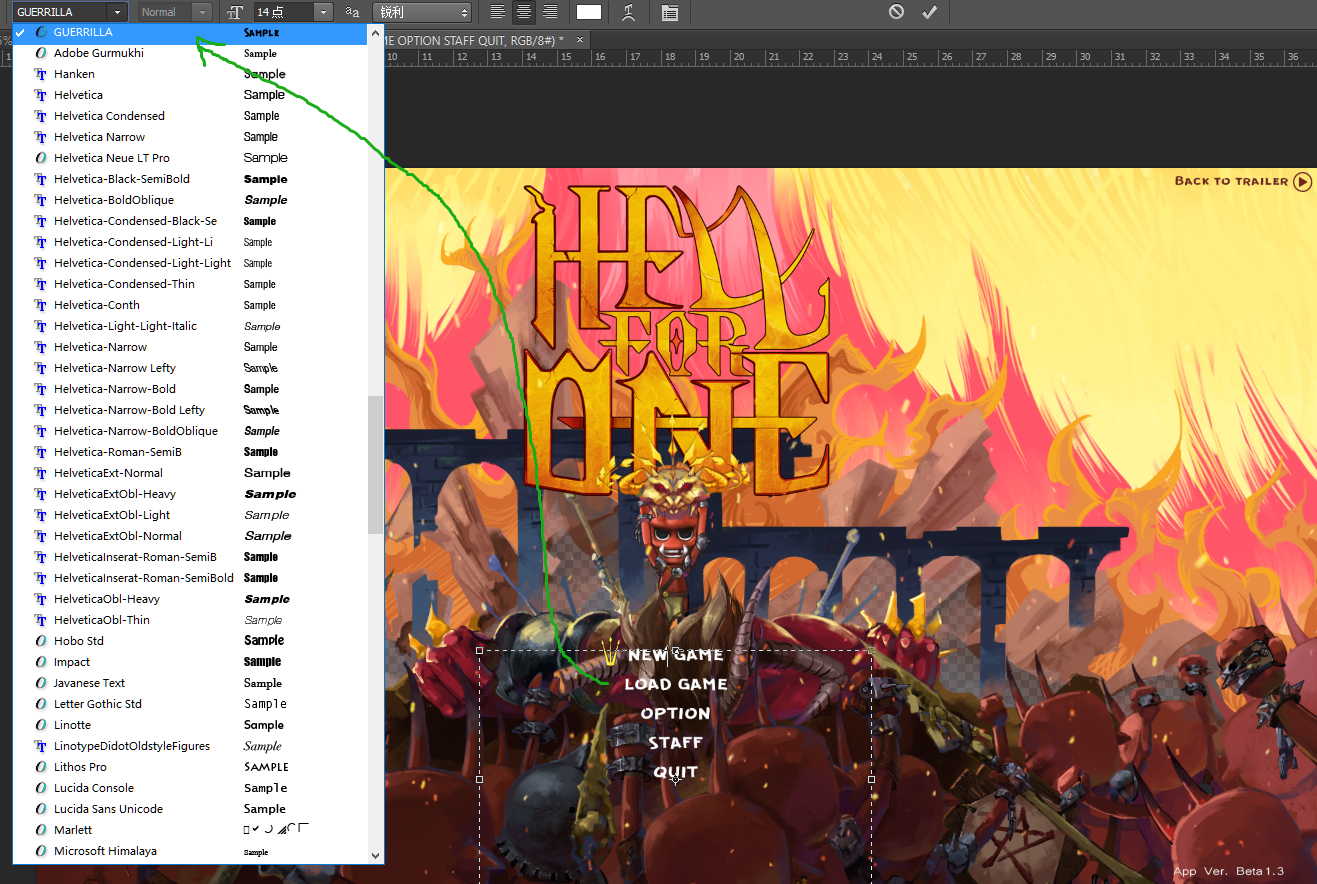 GUERRILLA Normal 14 点 aa 锐利
5%
ME OPTION STAFF QUIT, RGB/8#) * ×
10 11 12 13 14 15 16 17 18 19 20 21 22 23 24 25 26 27 28 29 30 31 32 33 34 35 36
GUERRILLA SAMPLE
Adobe Gurmukhi Sample
Hanken Sample
Helvetica Sample
Helvetica Condensed Sample
Helvetica Narrow Sample
Helvetica Neue LT Pro Sample
Helvetica-Black-SemiBold Sample
Helvetica-BoldOblique Sample
Helvetica-Condensed-Black-Se Sample
Helvetica-Condensed-Light-Li Sample
Helvetica-Condensed-Light-Light Sample
Helvetica-Condensed-Thin Sample
Helvetica-Conth Sample
Helvetica-Light-Light-Italic Sample
Helvetica-Narrow Sample
Helvetica-Narrow Lefty Sample
Helvetica-Narrow-Bold Sample
Helvetica-Narrow-Bold Lefty Sample
Helvetica-Narrow-BoldOblique Sample
Helvetica-Roman-SemiB Sample
HelveticaExt-Normal Sample
HelveticaExtObl-Heavy Sample
HelveticaExtObl-Light Sample
HelveticaExtObl-Normal Sample
HelveticaInserat-Roman-SemiB Sample
HelveticaInserat-Roman-SemiBold Sample
HelveticaObl-Heavy Sample
HelveticaObl-Thin Sample
Hobo Std Sample
Impact Sample
Javanese Text Sample
Letter Gothic Std Sample
Linotte Sample
LinotypeDidotOldstyleFigures Sample
Lithos Pro SAMPLE
Lucida Console Sample
Lucida Sans Unicode Sample
Marlett
Microsoft Himalaya Sample
BACK TO TRAILER
HELL
FOR
ONE
NEW GAME
LOAD GAME
OPTION
STAFF
QUIT
App Ver. Beta1.3